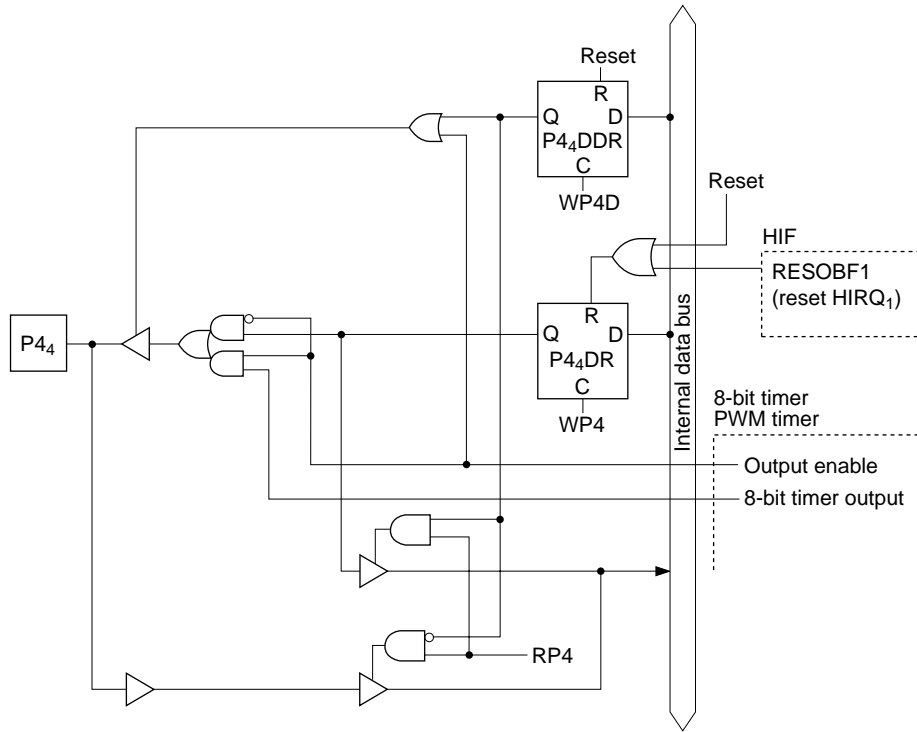 Reset
R
Q D
P4₄DDR
C
WP4D
Reset
HIF
RESOBF1
(reset HIRQ₁)
R
Q D
P4₄DR
C
WP4
P4₄
Internal data bus
8-bit timer
PWM timer
Output enable
8-bit timer output
RP4